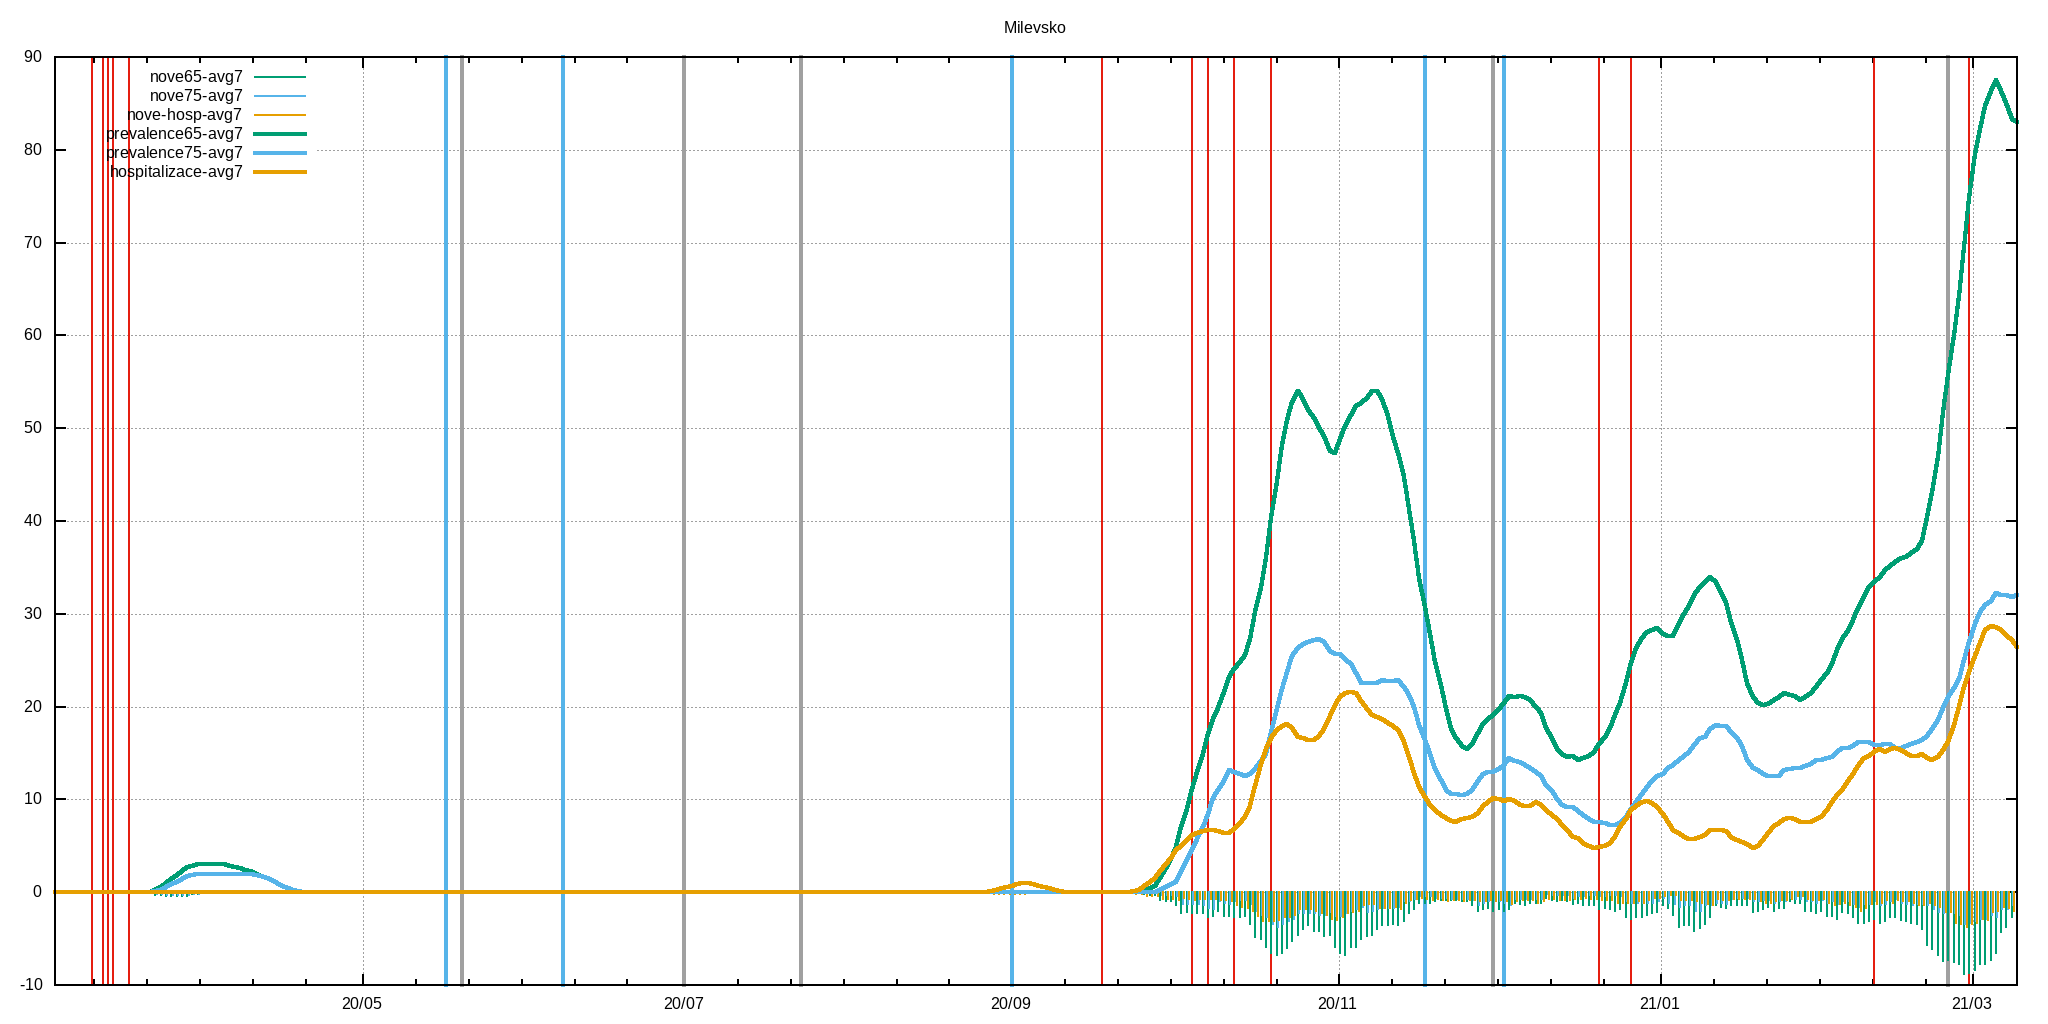 Milevsko
90
80
70
60
50
40
30
20
10
0
-10
nove65-avg7
nove75-avg7
nove-hosp-avg7
prevalence65-avg7
prevalence75-avg7
hospitalizace-avg7
20/05 20/07 20/09 20/11 21/01 21/03